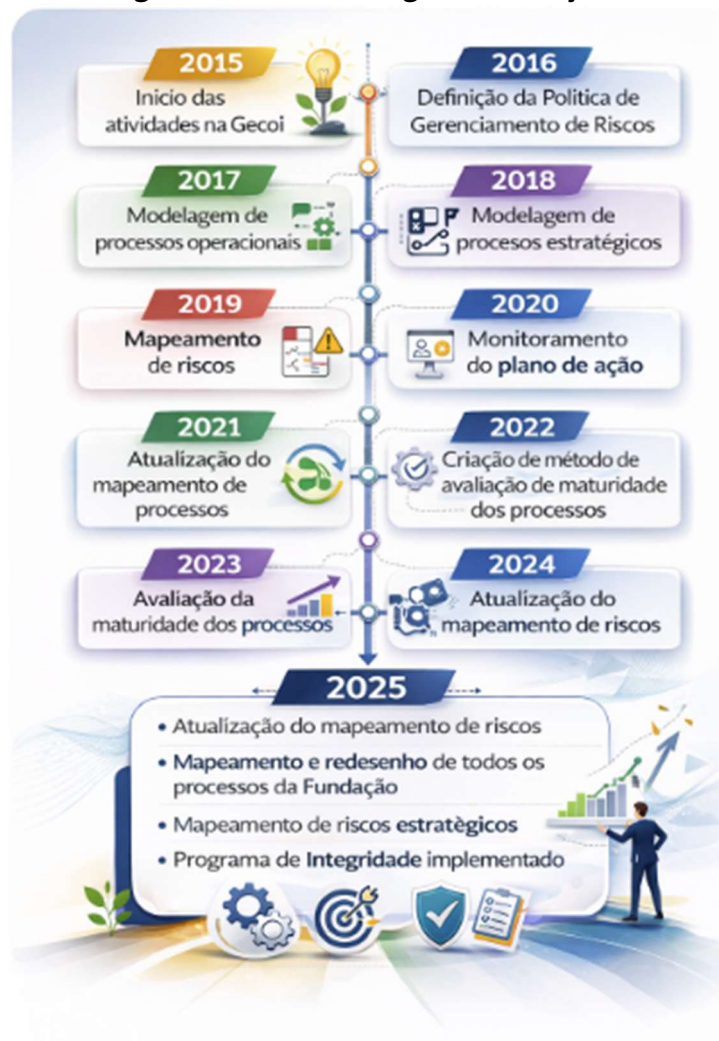 2015
Inicio das
atividades na Gecoi
2016
Definição da Politica de
Gerenciamento de Riscos
2017
Modelagem de
processos operacionais
2018
Modelagem de
procesos estratégicos
2019
Mapeamento
de riscos
2020
Monitoramento
do plano de ação
2021
Atualização do
mapeamento de
processos
2022
Criação de método de
avaliação de maturidade
dos processos
2023
Avaliação da
maturidade dos processos
2024
Atualização do
mapeamento de riscos
2025
• Atualização do mapeamento de riscos
• Mapeamento e redesenho de todos os
processos da Fundação
• Mapeamento de riscos estratègicos
• Programa de Integridade implementado